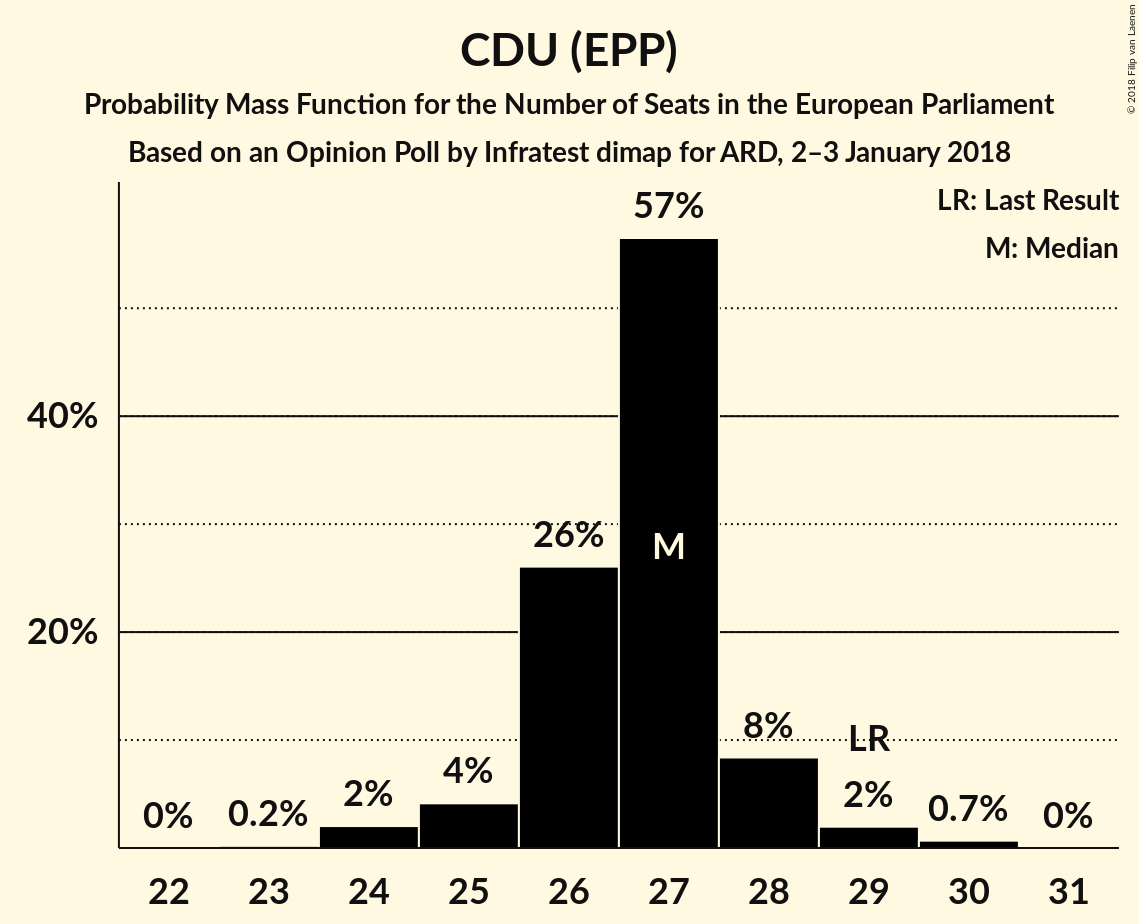 CDU (EPP)
Probability Mass Function for the Number of Seats in the European Parliament
Based on an Opinion Poll by Infratest dimap for ARD, 2–3 January 2018
© 2018 Filip van Laenen
LR: Last Result
M: Median
57%
40%
26%
M
20%
8%
LR
4%
2%
2%
0%
0.2%
0.7%
0%
22 23 24 25 26 27 28 29 30 31